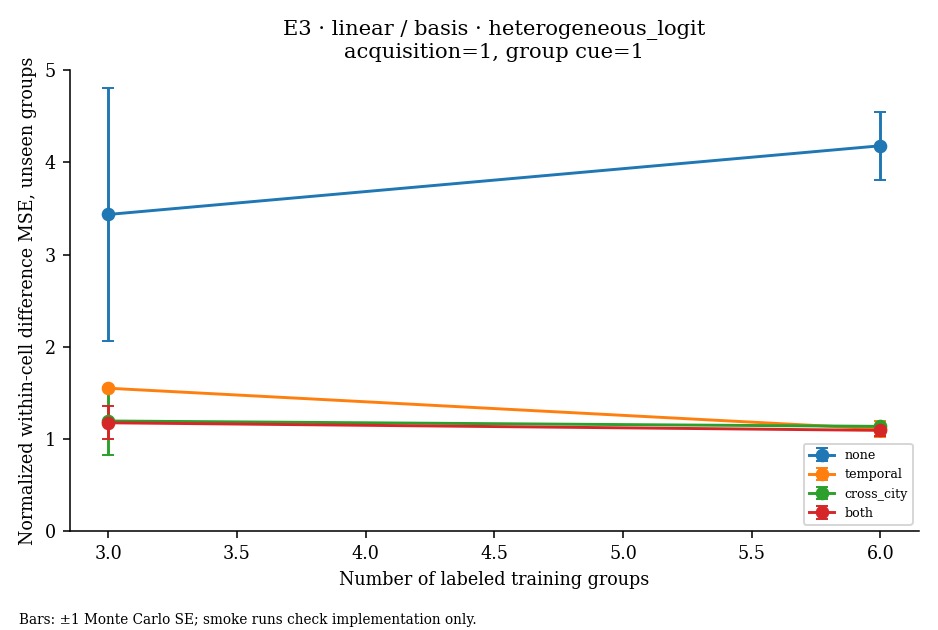 E3 · linear / basis · heterogeneous_logit
acquisition=1, group cue=1
Normalized within-cell difference MSE, unseen groups
5
4
3
2
1
0
none
temporal
cross_city
both
3.0 3.5 4.0 4.5 5.0 5.5 6.0
Number of labeled training groups
Bars: ±1 Monte Carlo SE; smoke runs check implementation only.